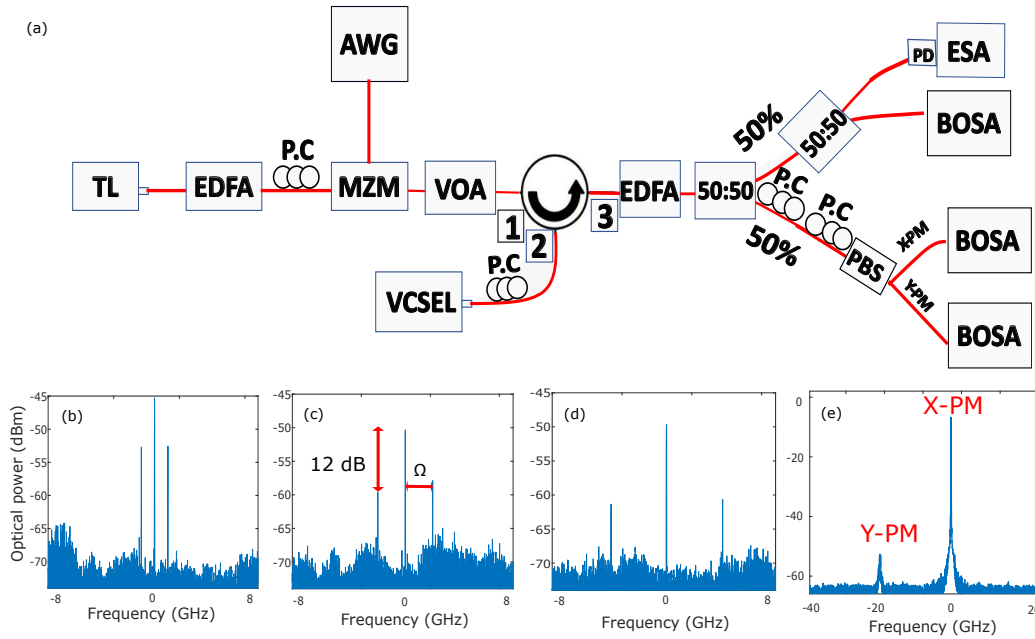 (a)
AWG
TL
EDFA
P.C
MZM
VOA
1
2
3
P.C
VCSEL
EDFA
50:50
50%
50:50
PD
ESA
BOSA
P.C
P.C
50%
PBS
X-PM
BOSA
Y-PM
BOSA
Optical power (dBm)
-45
-50
-55
-60
-65
-70
(b)
-8
0
8
Frequency (GHz)
-45
-50
-55
-60
-65
-70
(c)
12 dB
Ω
-8
0
8
Frequency (GHz)
-45
-50
-55
-60
-65
-70
(d)
-8
0
8
Frequency (GHz)
0
-20
-40
-60
(e)
X-PM
Y-PM
-40
-20
0
20
Frequency (GHz)